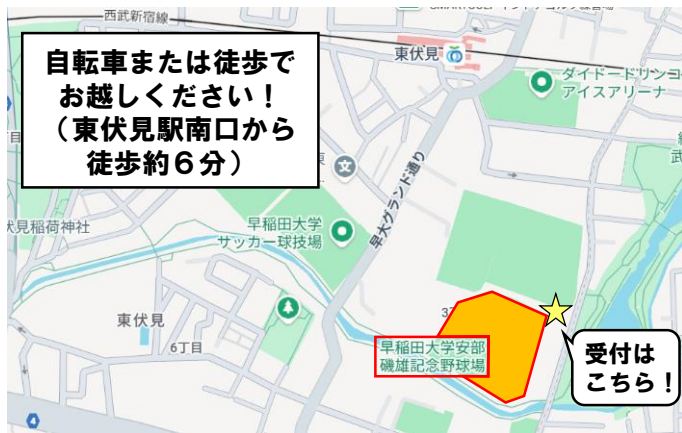 西武新宿線
自転車または徒歩で
お越しください！
（東伏見駅南口から
徒歩約６分）
東伏見
ダイドードリンコ
アイスアリーナ
早大グランド通り
伏見稲荷神社
早稲田大学
サッカー球技場
東伏見
6丁目
早稲田大学安部
磯雄記念野球場
受付は
こちら！